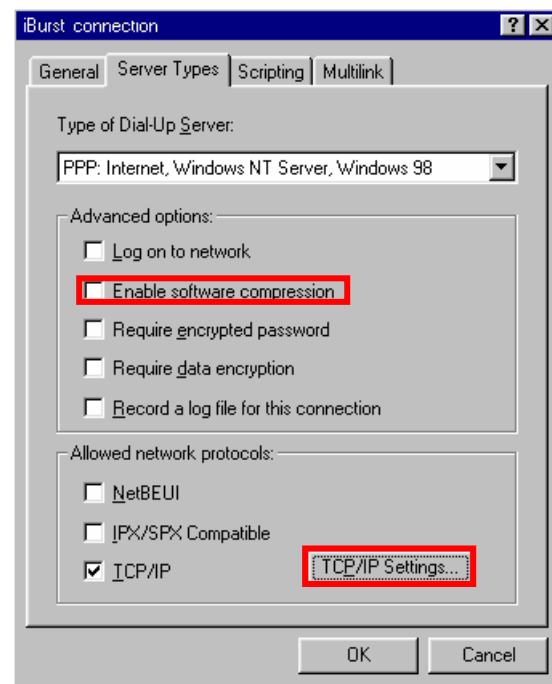 iBurst connection
General Server Types Scripting Multilink
Type of Dial-Up Server:
PPP: Internet, Windows NT Server, Windows 98
Advanced options:
Log on to network
Enable software compression
Require encrypted password
Require data encryption
Record a log file for this connection
Allowed network protocols:
NetBEUI
IPX/SPX Compatible
TCP/IP TCP/IP Settings...
OK Cancel